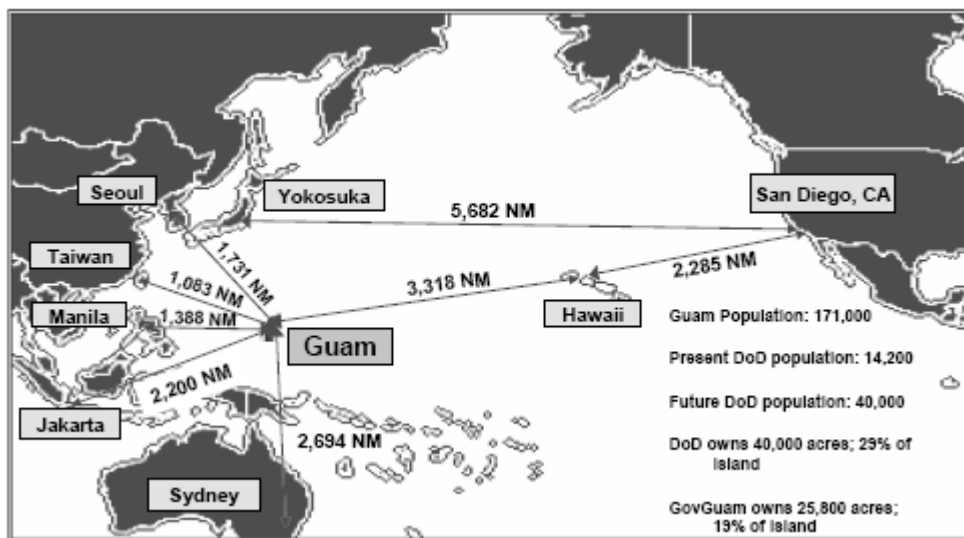 Seoul
Yokosuka
San Diego, CA
5,682 NM
Taiwan
1,731 NM
1,083 NM
3,318 NM
2,285 NM
Manila
1,388 NM
Hawaii
Guam
2,200 NM
Jakarta
2,694 NM
Sydney
Guam Population: 171,000
Present DoD population: 14,200
Future DoD population: 40,000
DoD owns 40,000 acres; 29% of
Island
GovGuam owns 25,800 acres;
19% of Island